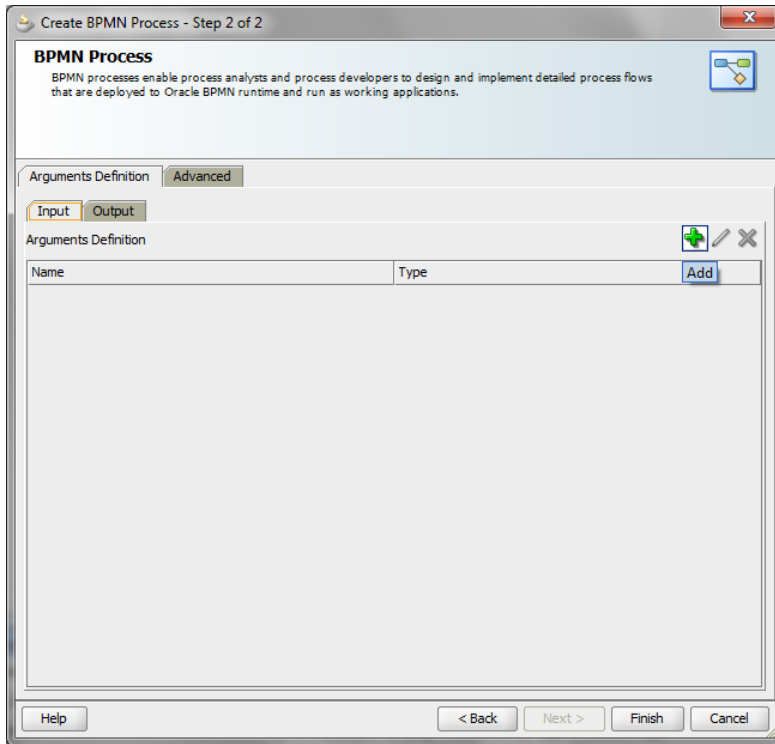 Create BPMN Process - Step 2 of 2
BPMN Process
BPMN processes enable process analysts and process developers to design and implement detailed process flows
that are deployed to Oracle BPMN runtime and run as working applications.
Arguments Definition Advanced
Input Output
Arguments Definition
Name Type Add
Help < Back Next > Finish Cancel